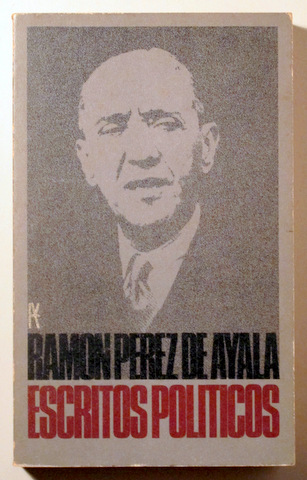 RAMON PEREZ DE AYALA
ESCRITOS POLITICOS